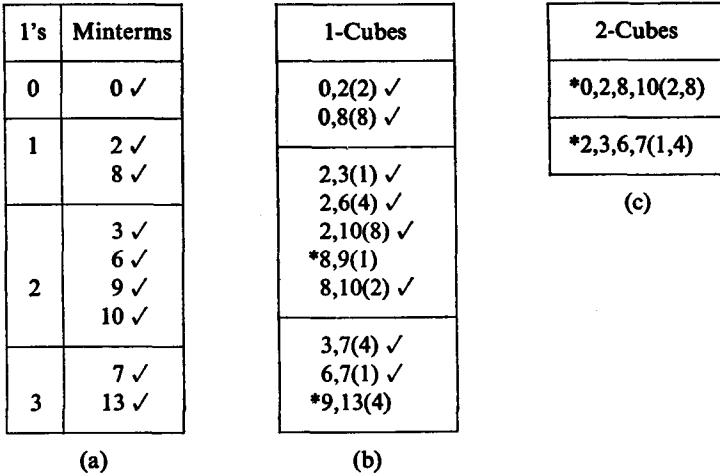 1's Minterms
0 0 ✓
1 2 ✓
8 ✓
2 3 ✓
6 ✓
9 ✓
10 ✓
3 7 ✓
13 ✓
(a)
1-Cubes
0,2(2) ✓
0,8(8) ✓
2,3(1) ✓
2,6(4) ✓
2,10(8) ✓
*8,9(1)
8,10(2) ✓
3,7(4) ✓
6,7(1) ✓
*9,13(4)
(b)
2-Cubes
*0,2,8,10(2,8)
*2,3,6,7(1,4)
(c)